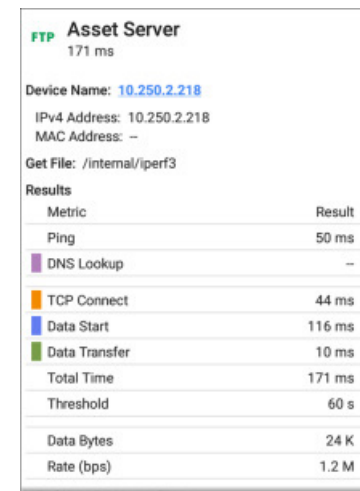 FTP Asset Server
171 ms
Device Name: 10.250.2.218
IPv4 Address: 10.250.2.218
MAC Address: --
Get File: /internal/iperf3
Results
Metric Result
Ping 50 ms
DNS Lookup --
TCP Connect 44 ms
Data Start 116 ms
Data Transfer 10 ms
Total Time 171 ms
Threshold 60 s
Data Bytes 24 K
Rate (bps) 1.2 M